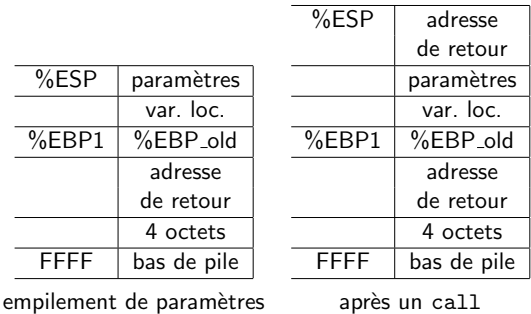 %ESP paramètres
var. loc.
%EBP1 %EBP_old
adresse
de retour
4 octets
FFFF bas de pile
empilement de paramètres
%ESP adresse
de retour
paramètres
var. loc.
%EBP1 %EBP_old
adresse
de retour
4 octets
FFFF bas de pile
après un call